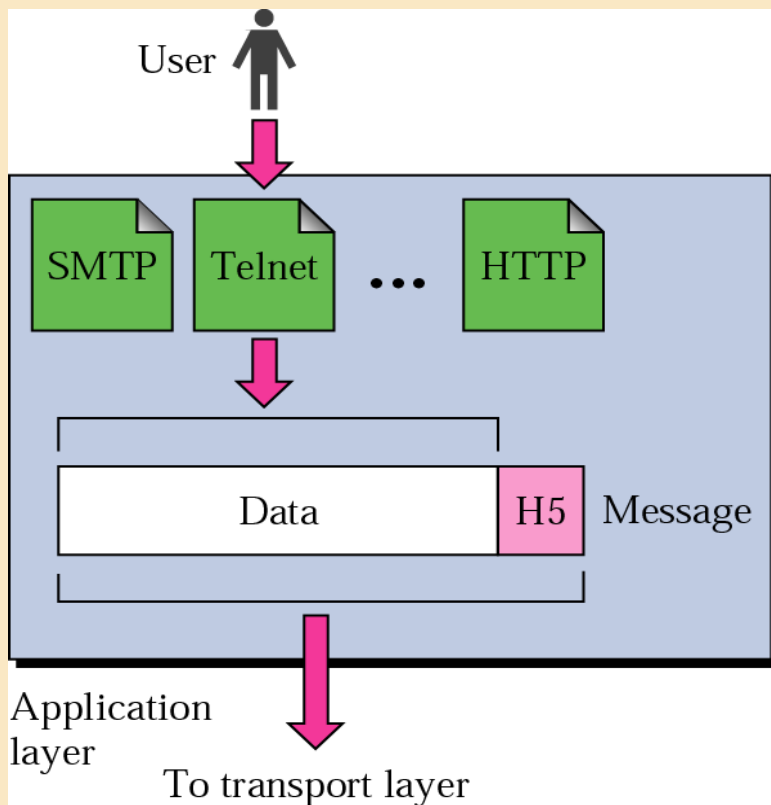 User
SMTP
Telnet
...
HTTP
Data
H5
Message
Application
layer
To transport layer